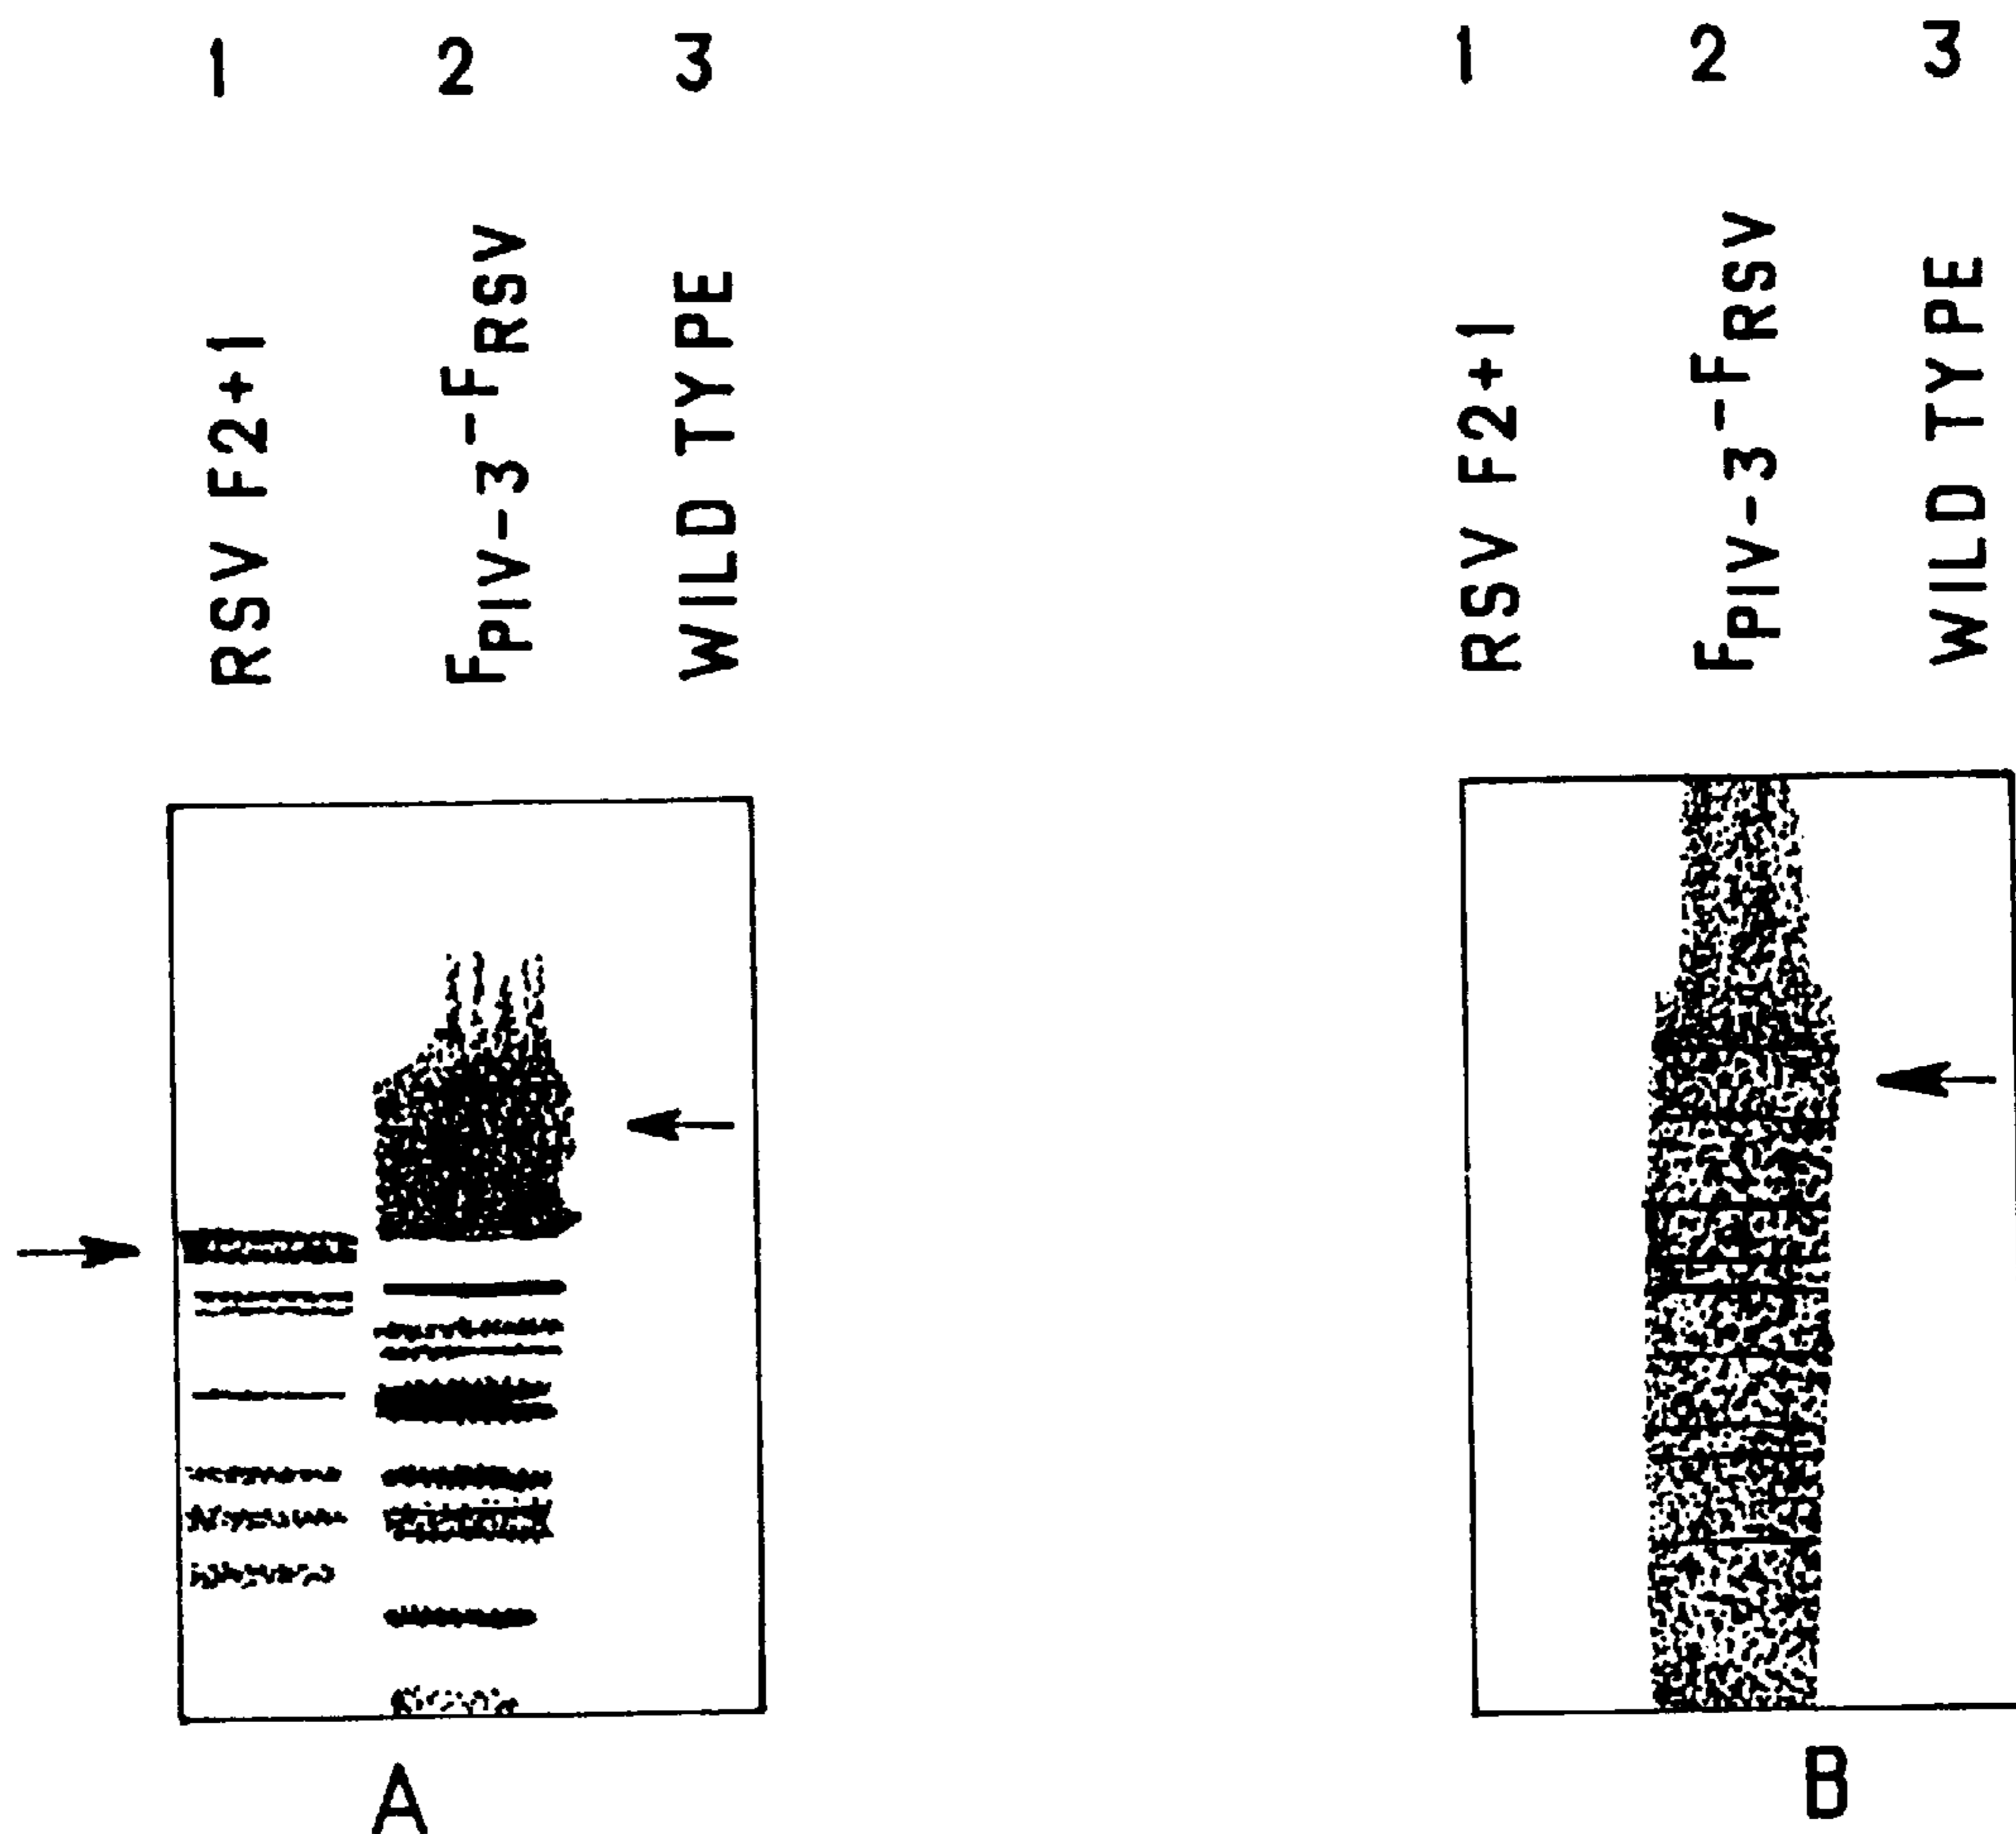 1 2 3
RSV F2+1
FPIV-3-FRSV
WILD TYPE
A
1 2 3
RSV F2+1
FPIV-3-FRSV
WILD TYPE
B